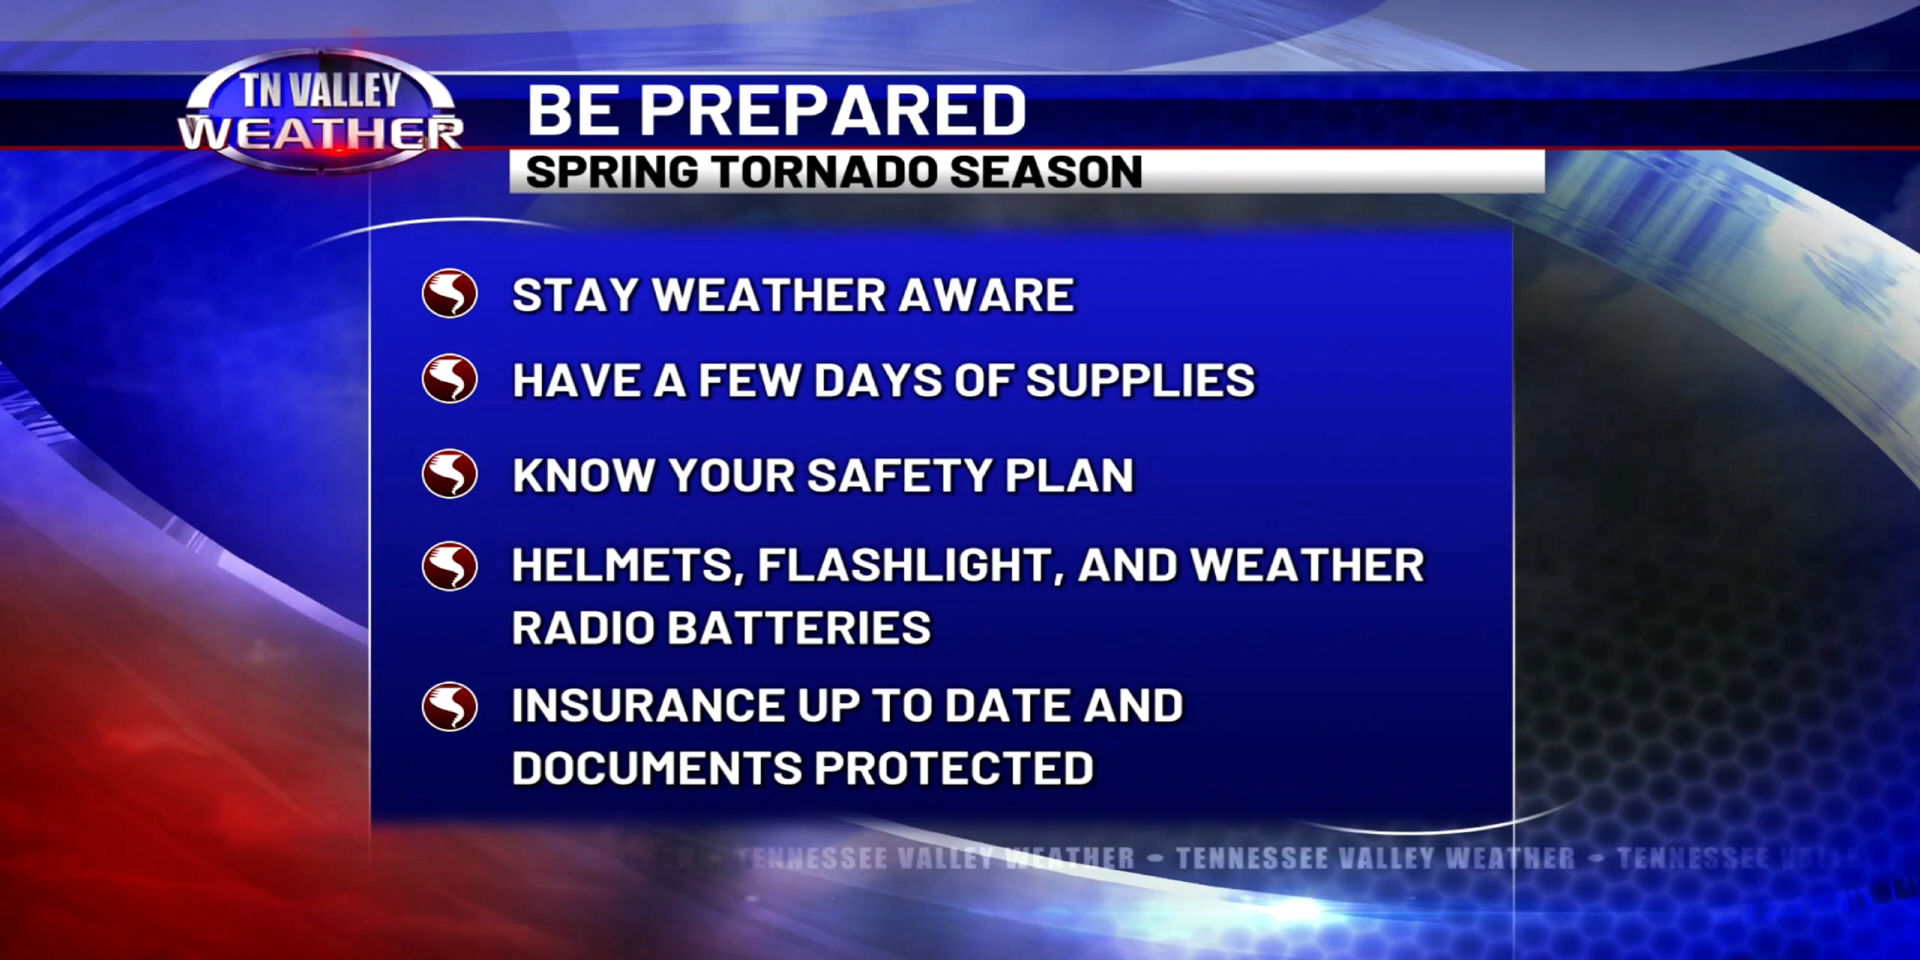 TN VALLEY
WEATHER
BE PREPARED
SPRING TORNADO SEASON
STAY WEATHER AWARE
HAVE A FEW DAYS OF SUPPLIES
KNOW YOUR SAFETY PLAN
HELMETS, FLASHLIGHT, AND WEATHER
RADIO BATTERIES
INSURANCE UP TO DATE AND
DOCUMENTS PROTECTED
TENNESSEE VALLEY WEATHER - TENNESSEE VALLEY WEATHER - TENNESSEE